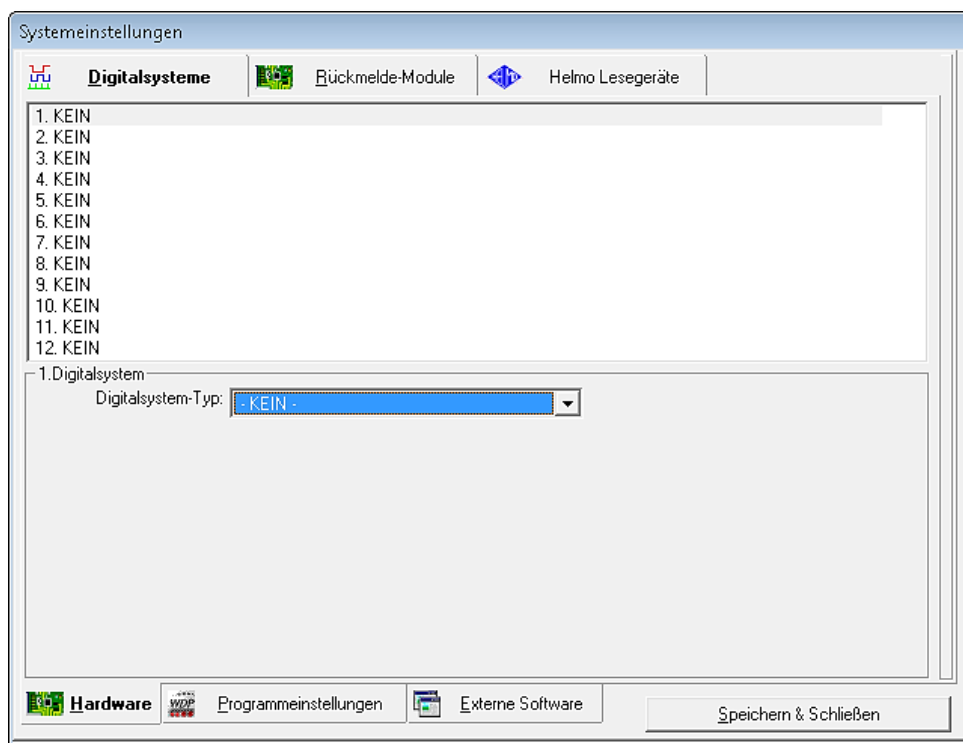 Systemeinstellungen
Digitalsysteme Rückmelde-Module Helmo Lesegeräte
1. KEIN
2. KEIN
3. KEIN
4. KEIN
5. KEIN
6. KEIN
7. KEIN
8. KEIN
9. KEIN
10. KEIN
11. KEIN
12. KEIN
1.Digitalsystem
Digitalsystem-Typ: - KEIN -
Hardware WDP Programmeinstellungen Externe Software
Speichern & Schließen